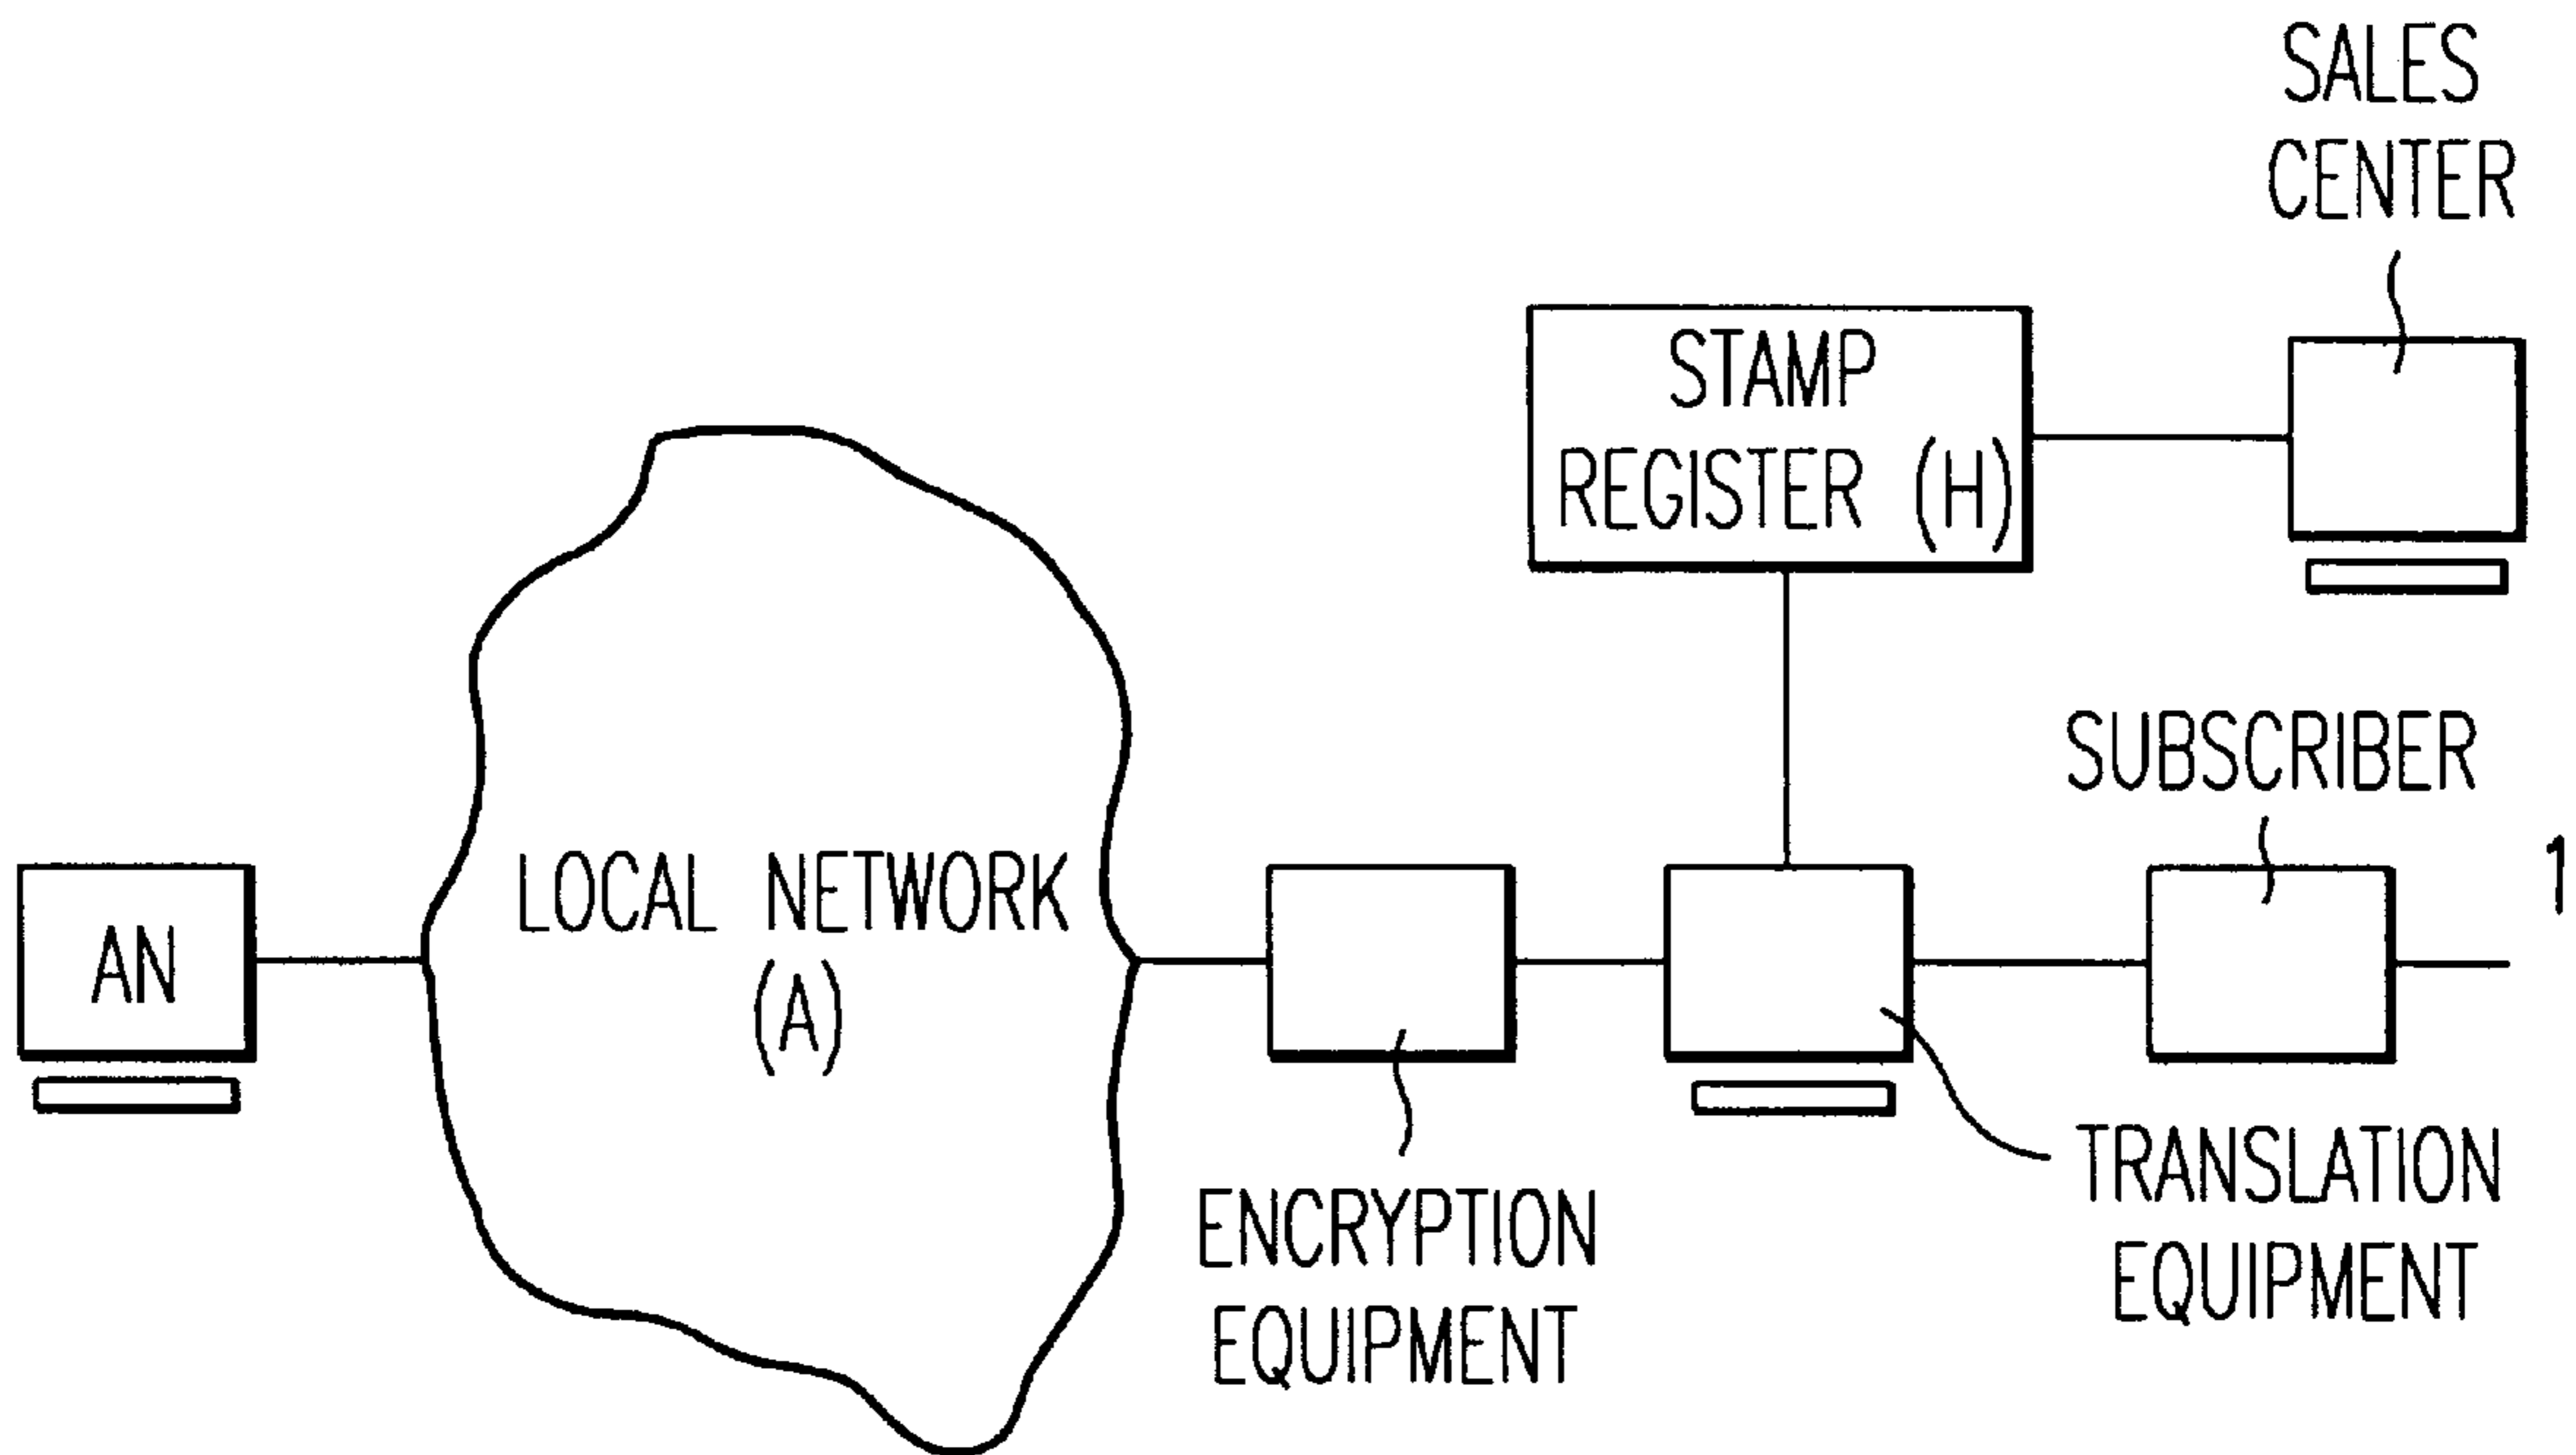 SALES
CENTER
STAMP
REGISTER (H)
SUBSCRIBER
1
AN
LOCAL NETWORK
(A)
ENCRYPTION
EQUIPMENT
TRANSLATION
EQUIPMENT